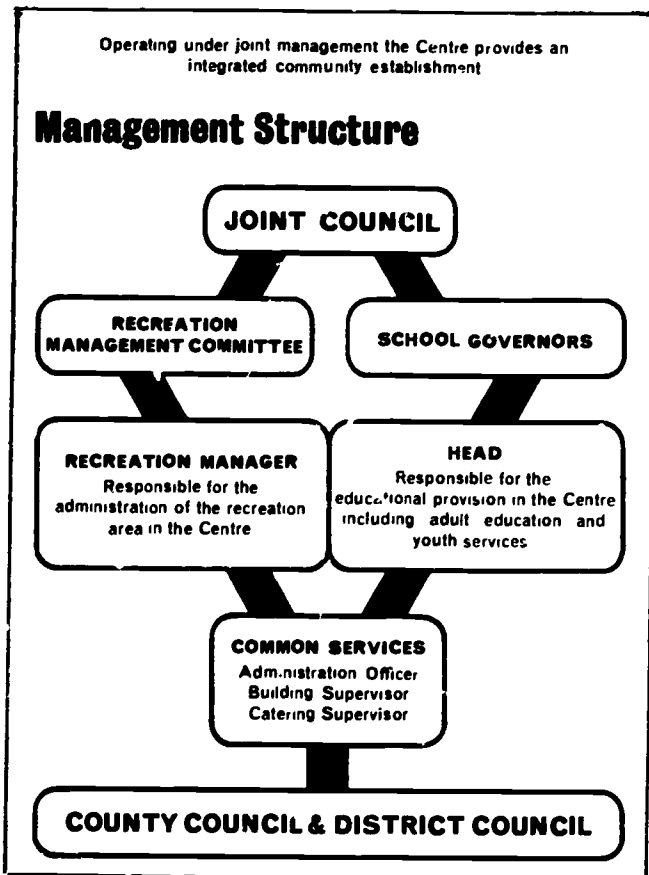 Operating under joint management the Centre provides an
integrated community establishment
Management Structure
JOINT COUNCIL
RECREATION
MANAGEMENT COMMITTEE
SCHOOL GOVERNORS
RECREATION MANAGER
Responsible for the
administration of the recreation
area in the Centre
HEAD
Responsible for the
educational provision in the Centre
including adult education and
youth services
COMMON SERVICES
Administration Officer
Building Supervisor
Catering Supervisor
COUNTY COUNCIL & DISTRICT COUNCIL